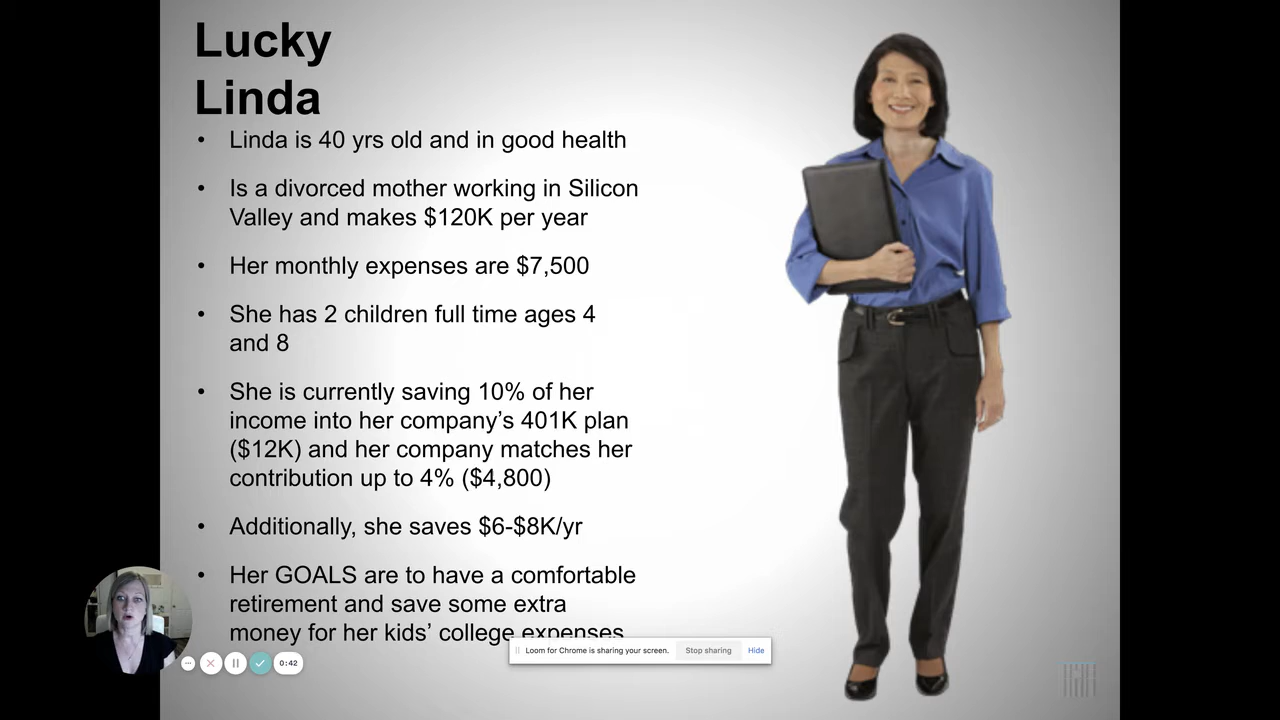 Lucky
Linda
• Linda is 40 yrs old and in good health
• Is a divorced mother working in Silicon
Valley and makes $120K per year
• Her monthly expenses are $7,500
• She has 2 children full time ages 4
and 8
• She is currently saving 10% of her
income into her company’s 401K plan
($12K) and her company matches her
contribution up to 4% ($4,800)
• Additionally, she saves $6-$8K/yr
• Her GOALS are to have a comfortable
retirement and save some extra
money for her kids’ college expenses
Loom for Chrome is sharing your screen. Stop sharing Hide
0:42